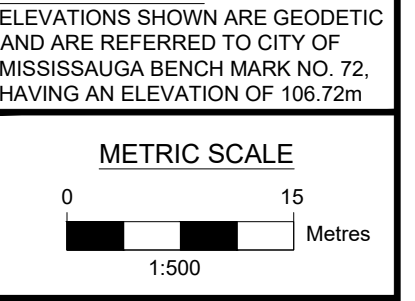 ELEVATIONS SHOWN ARE GEODETIC
AND ARE REFERRED TO CITY OF
MISSISSAUGA BENCH MARK NO. 72,
HAVING AN ELEVATION OF 106.72m
METRIC SCALE
0 15
Metres
1:500